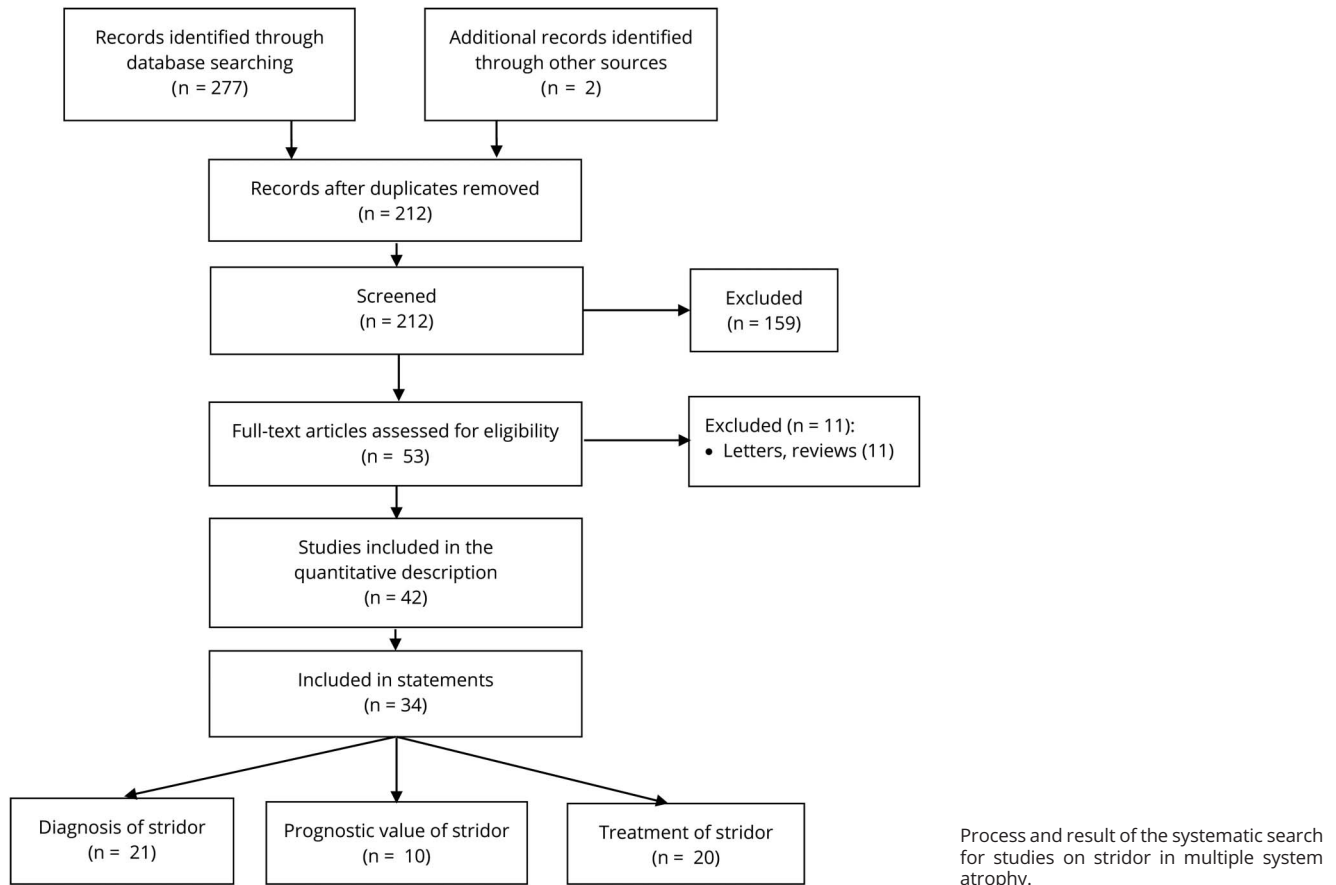 Records identified through
database searching
(n = 277)
Additional records identified
through other sources
(n = 2)
Records after duplicates removed
(n = 212)
Screened
(n = 212)
Excluded
(n = 159)
Full-text articles assessed for eligibility
(n = 53)
Excluded (n = 11):
• Letters, reviews (11)
Studies included in the
quantitative description
(n = 42)
Included in statements
(n = 34)
Diagnosis of stridor
(n = 21)
Prognostic value of stridor
(n = 10)
Treatment of stridor
(n = 20)
Process and result of the systematic search
for studies on stridor in multiple system
atrophy.